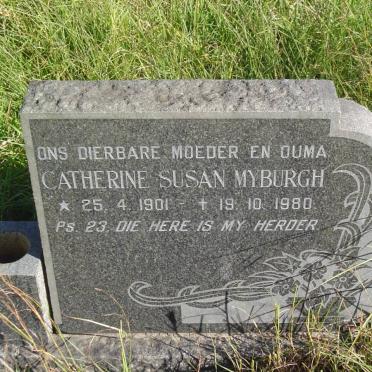 ONS DIERBARE MOEDER EN OUMA
CATHERINE SUSAN MYBURGH
★ 25. 4. 1901 - ✝ 19. 10. 1980.
Ps. 23. DIE HERE IS MY HERDER.